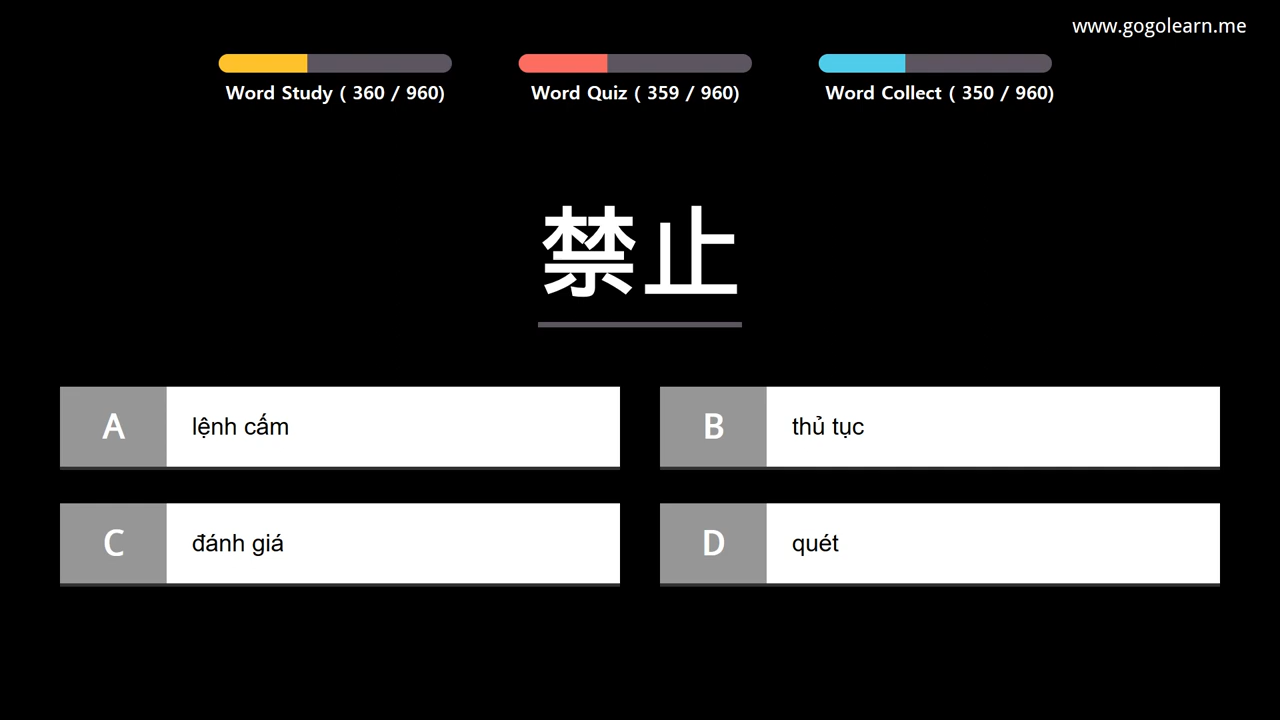 www.gogolearn.me
Word Study ( 360 / 960)
Word Quiz ( 359 / 960)
Word Collect ( 350 / 960)
禁止
A lệnh cấm
B thủ tục
C đánh giá
D quét